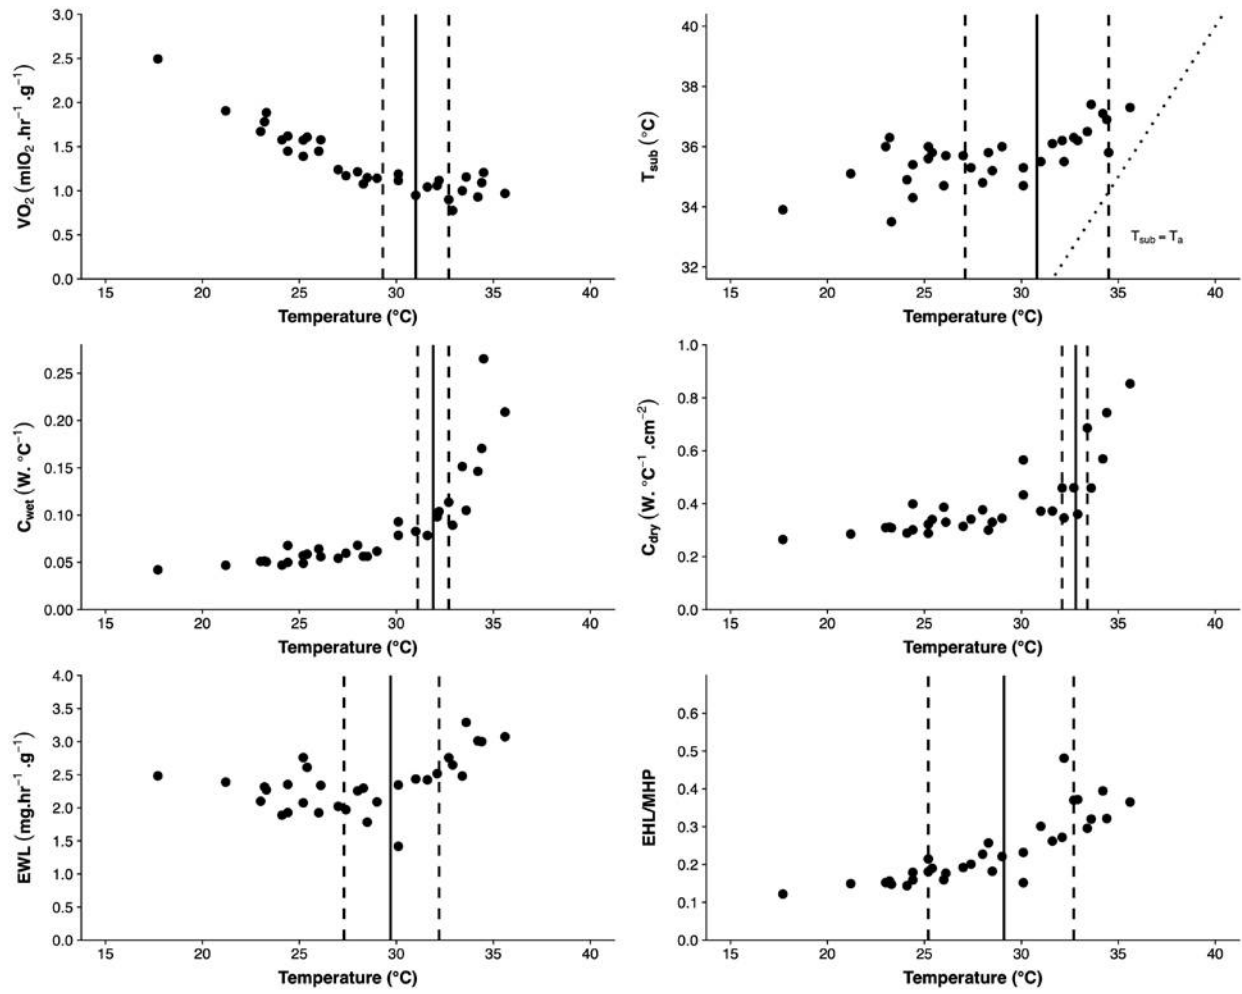 3.0
2.5
2.0
1.5
1.0
0.5
0.0
VO₂ (mlO₂ .hr⁻¹ .g⁻¹)
15 20 25 30 35 40
Temperature (°C)
40
38
36
34
32
T_sub (°C)
T_sub = T_a
15 20 25 30 35 40
Temperature (°C)
0.25
0.20
0.15
0.10
0.05
0.00
C_wet (W. °C⁻¹)
15 20 25 30 35 40
Temperature (°C)
1.0
0.8
0.6
0.4
0.2
0.0
C_dry (W. °C⁻¹ .cm⁻²)
15 20 25 30 35 40
Temperature (°C)
4.0
3.5
3.0
2.5
2.0
1.5
1.0
0.5
0.0
EWL (mg.hr⁻¹ .g⁻¹)
15 20 25 30 35 40
Temperature (°C)
0.6
0.5
0.4
0.3
0.2
0.1
0.0
EHL/MHP
15 20 25 30 35 40
Temperature (°C)